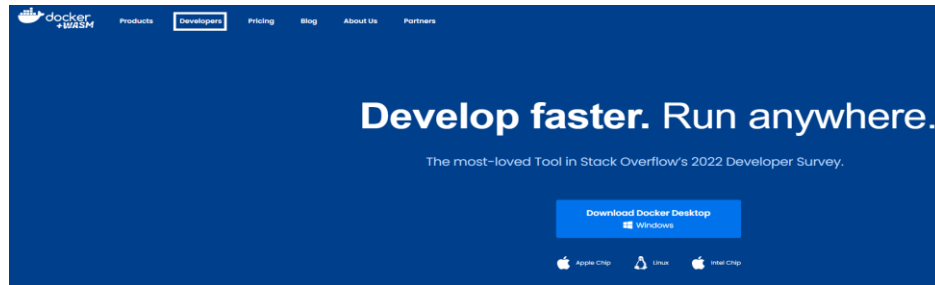 docker
+WASM
Products Developers Pricing Blog About Us Partners
Develop faster. Run anywhere.
The most-loved Tool in Stack Overflow's 2022 Developer Survey.
Download Docker Desktop
Windows
Apple Chip Linux Intel Chip